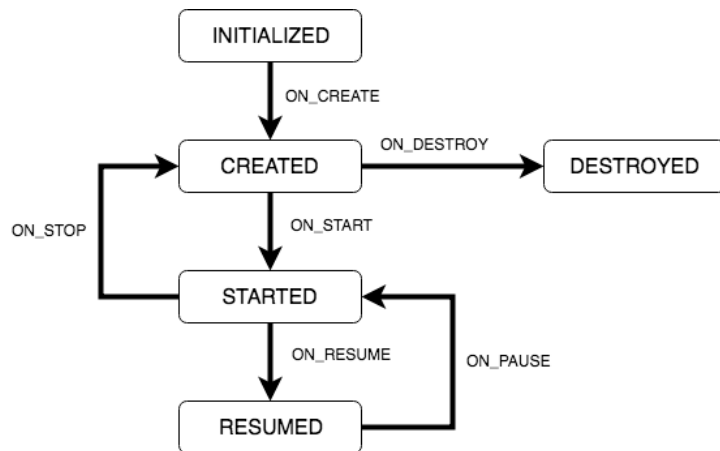 INITIALIZED
ON_CREATE
ON_DESTROY
CREATED
DESTROYED
ON_STOP
ON_START
STARTED
ON_RESUME
ON_PAUSE
RESUMED